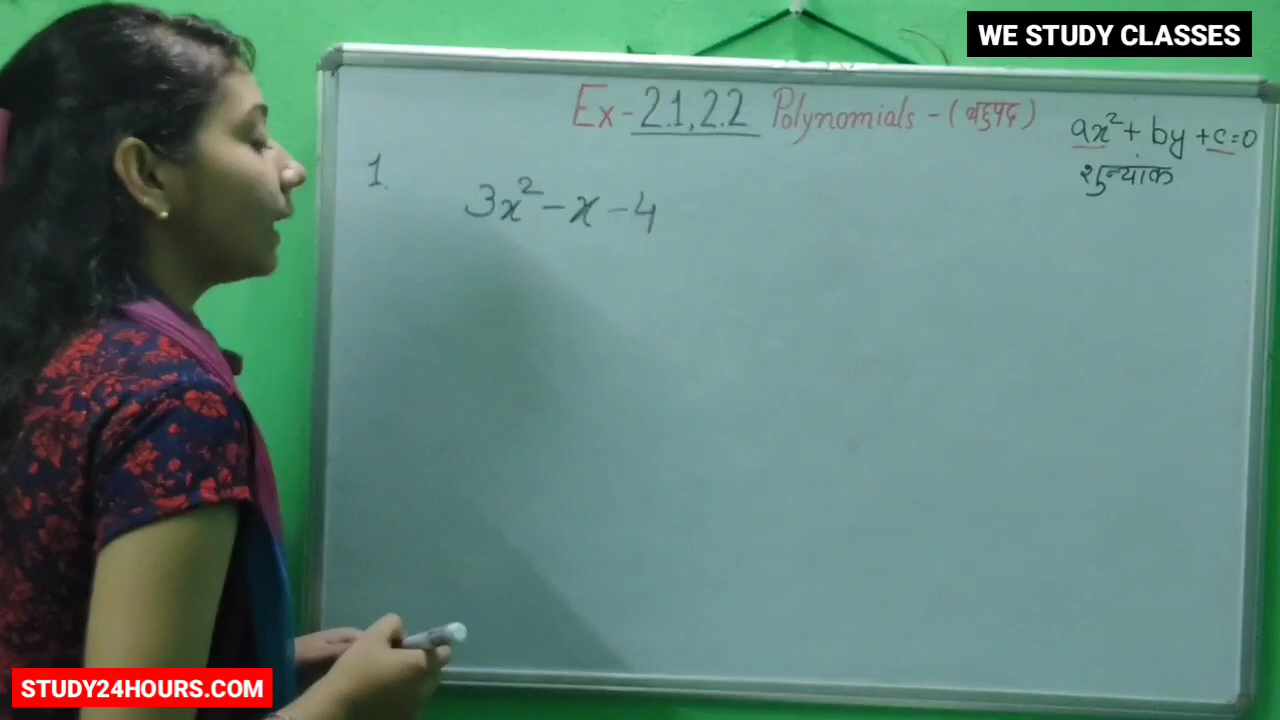 WE STUDY CLASSES
Ex-2.1,2.2 Polynomials - (बहुपद)
ax²+ by +c=0
शुन्यांक
1.
3x² - x - 4
STUDY24HOURS.COM